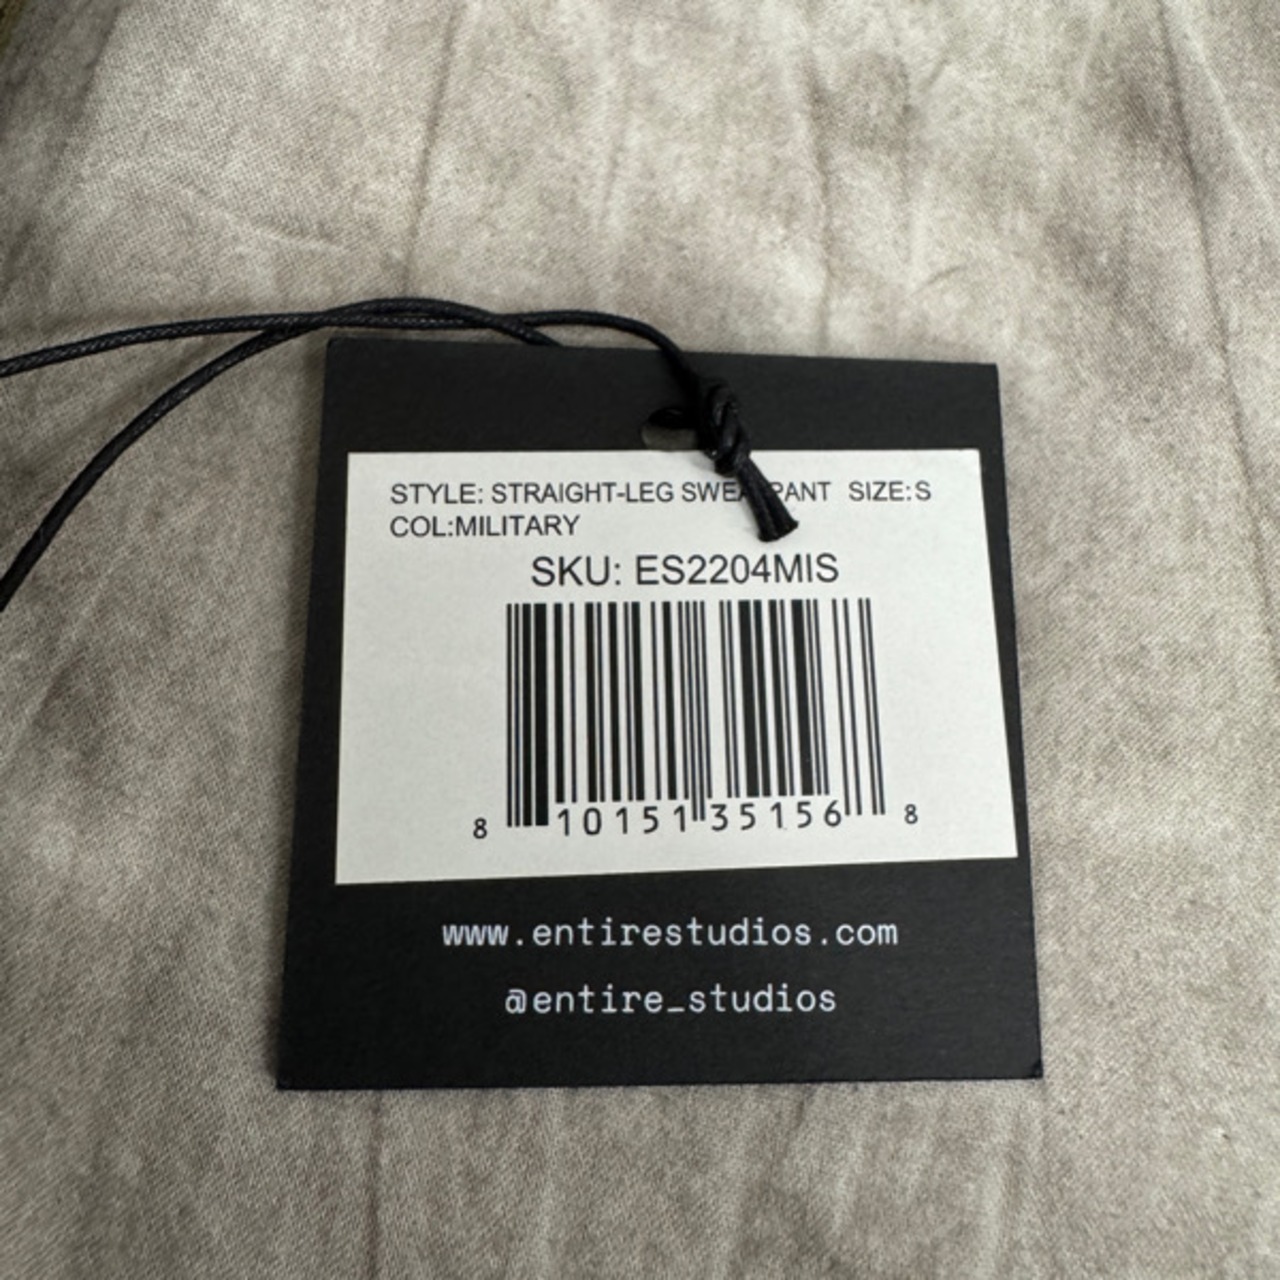 STYLE: STRAIGHT-LEG SWEATPANT SIZE:S
COL:MILITARY
SKU: ES2204MIS
8 10151 35156 8
www.entirestudios.com
@entire_studios